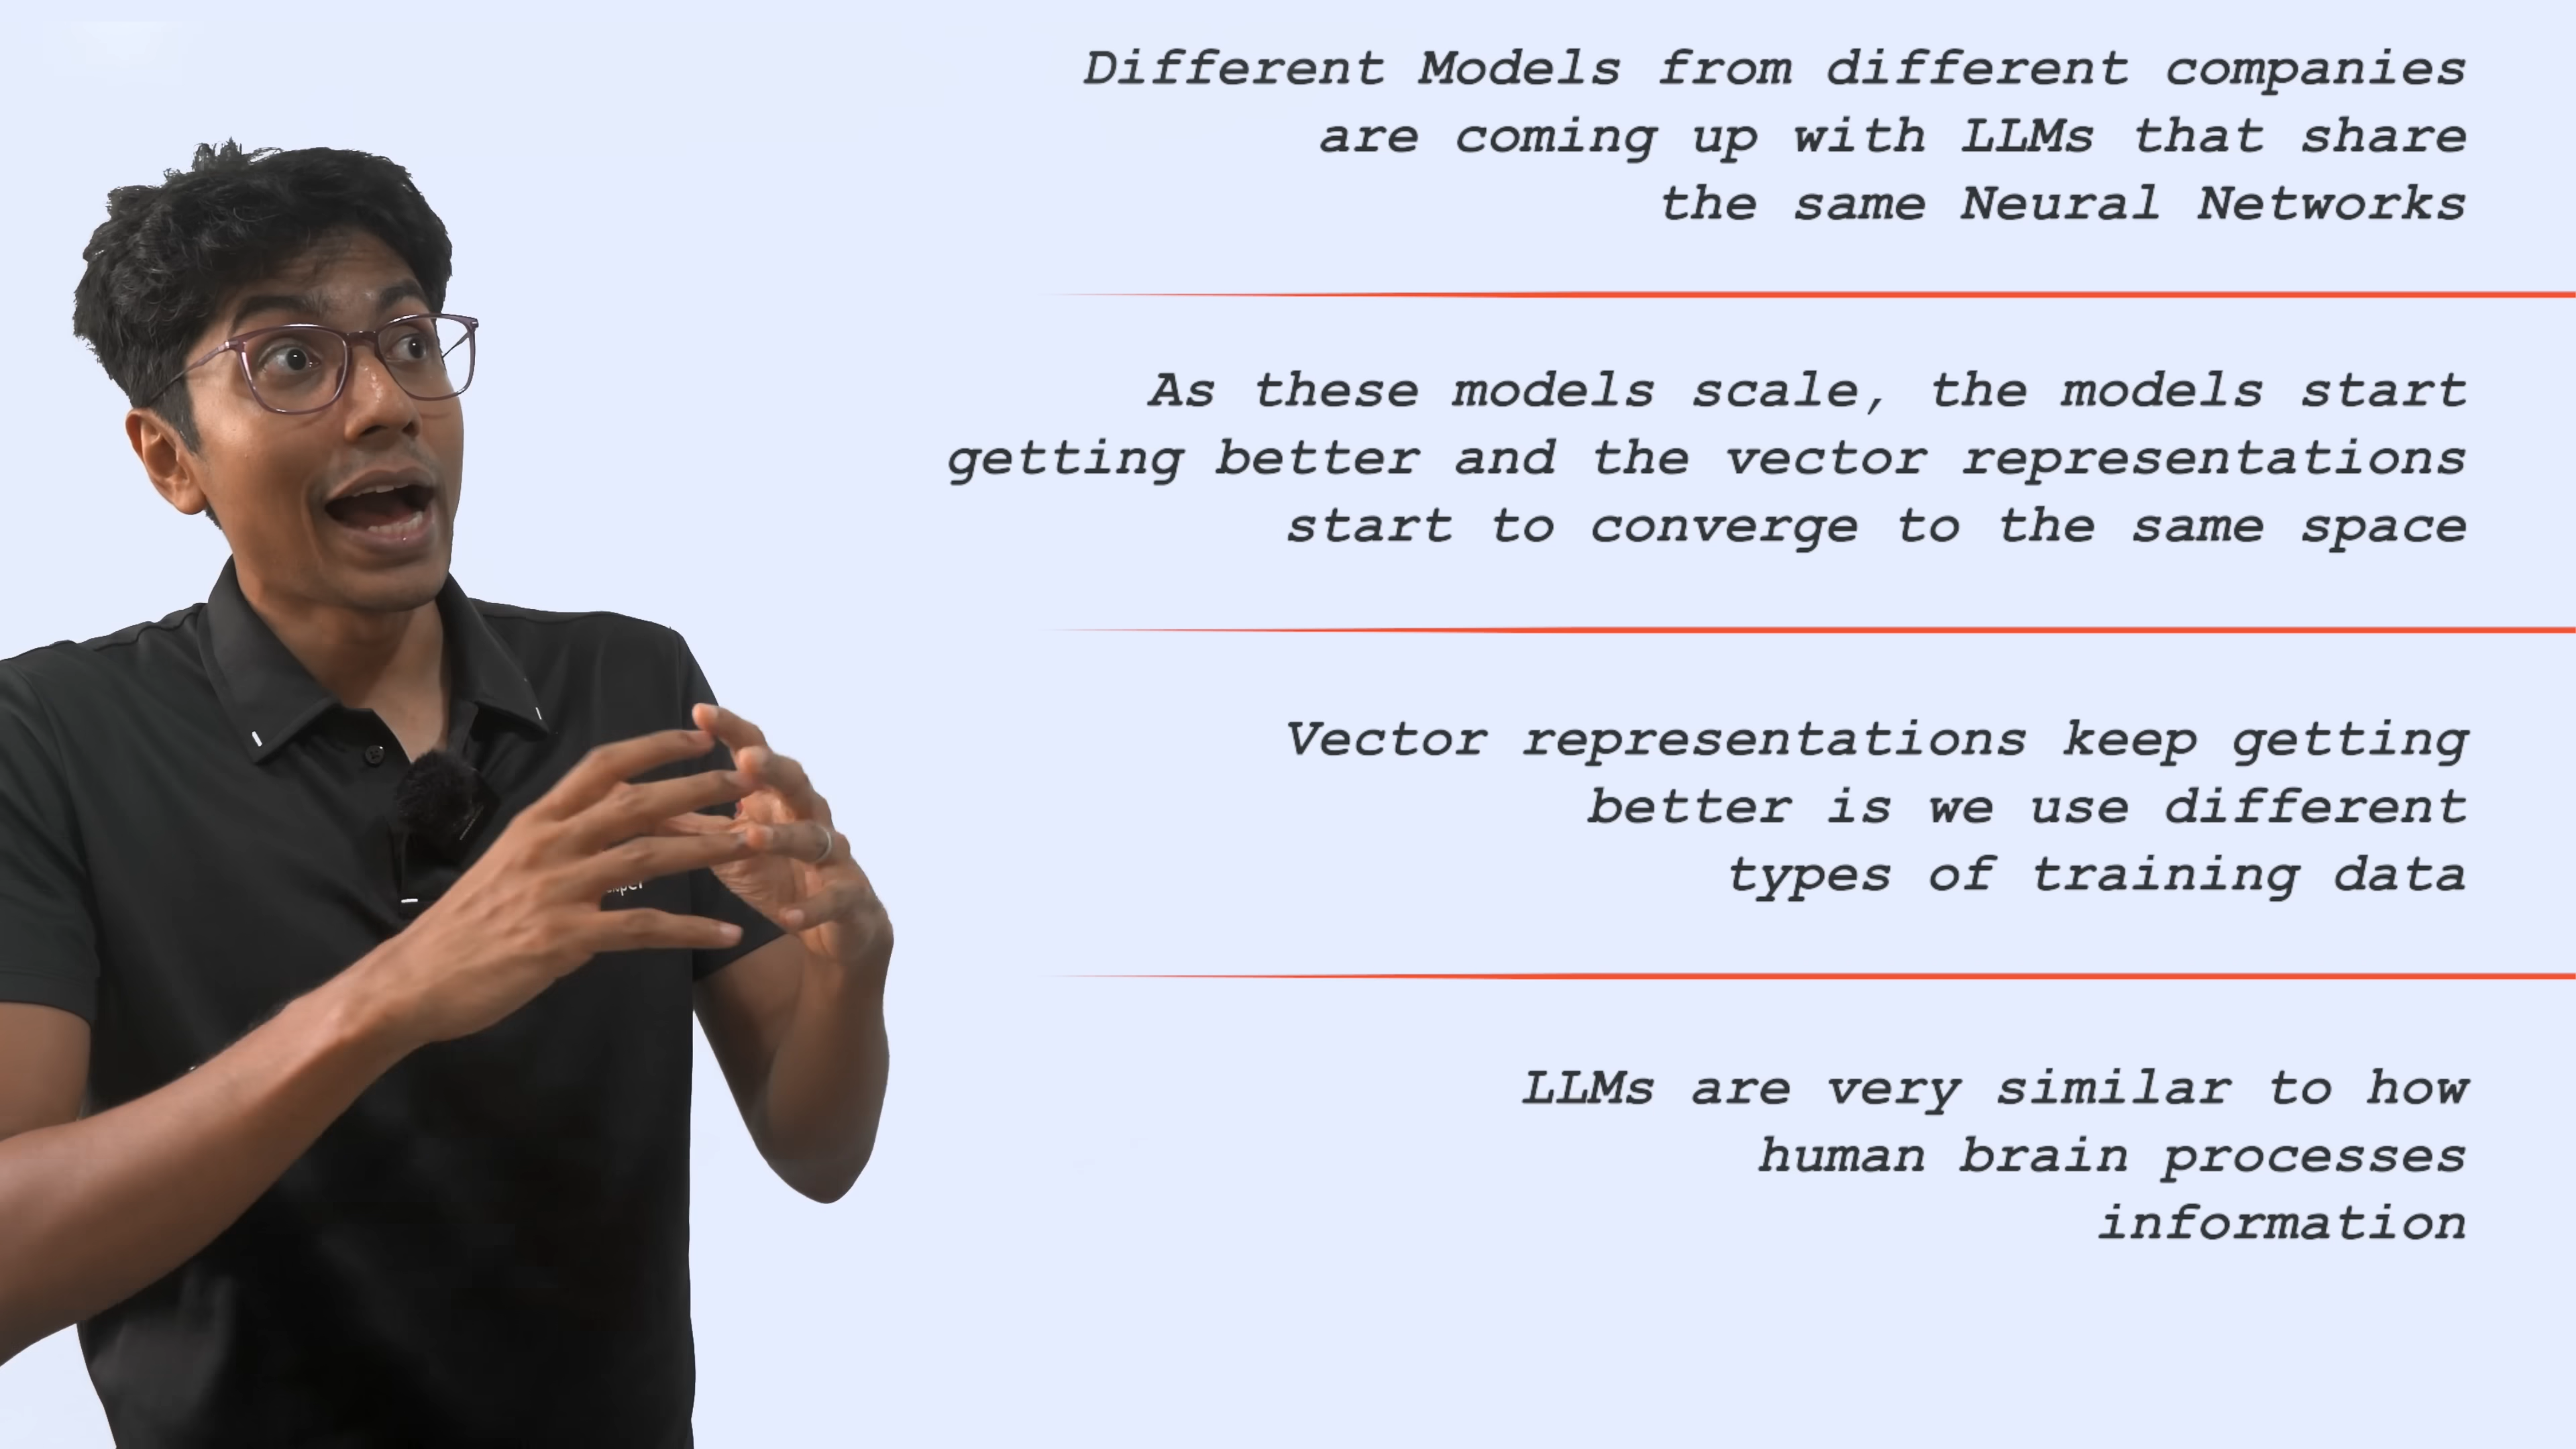 Different Models from different companies
are coming up with LLMs that share
the same Neural Networks
As these models scale, the models start
getting better and the vector representations
start to converge to the same space
Vector representations keep getting
better is we use different
types of training data
LLMs are very similar to how
human brain processes
information